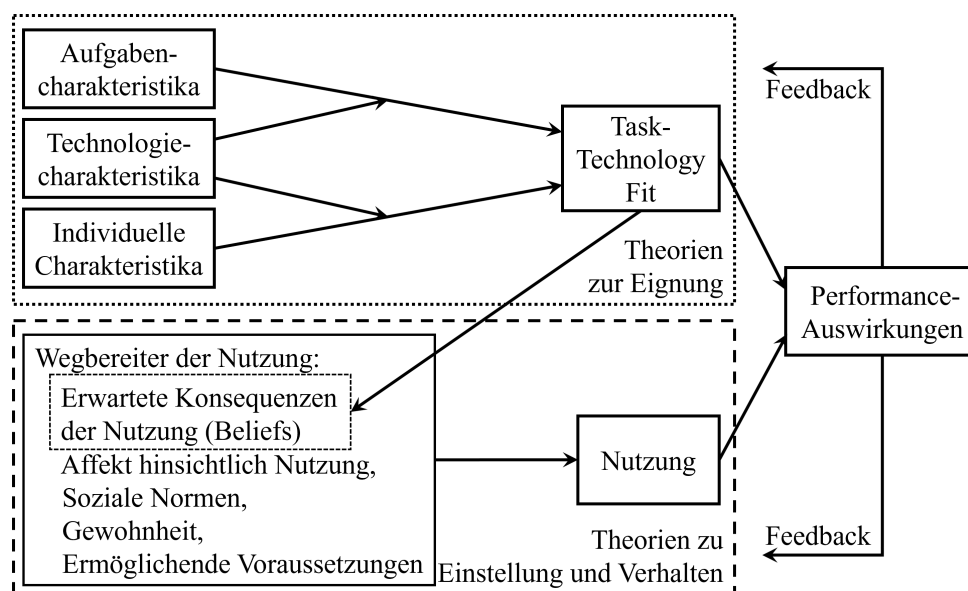 Aufgaben-
charakteristika
Technologie-
charakteristika
Individuelle
Charakteristika
Task-
Technology
Fit
Theorien
zur Eignung
Feedback
Performance-
Auswirkungen
Wegbereiter der Nutzung:
Erwartete Konsequenzen
der Nutzung (Beliefs)
Affekt hinsichtlich Nutzung,
Soziale Normen,
Gewohnheit,
Ermöglichende Voraussetzungen
Nutzung
Theorien zu
Einstellung und Verhalten
Feedback